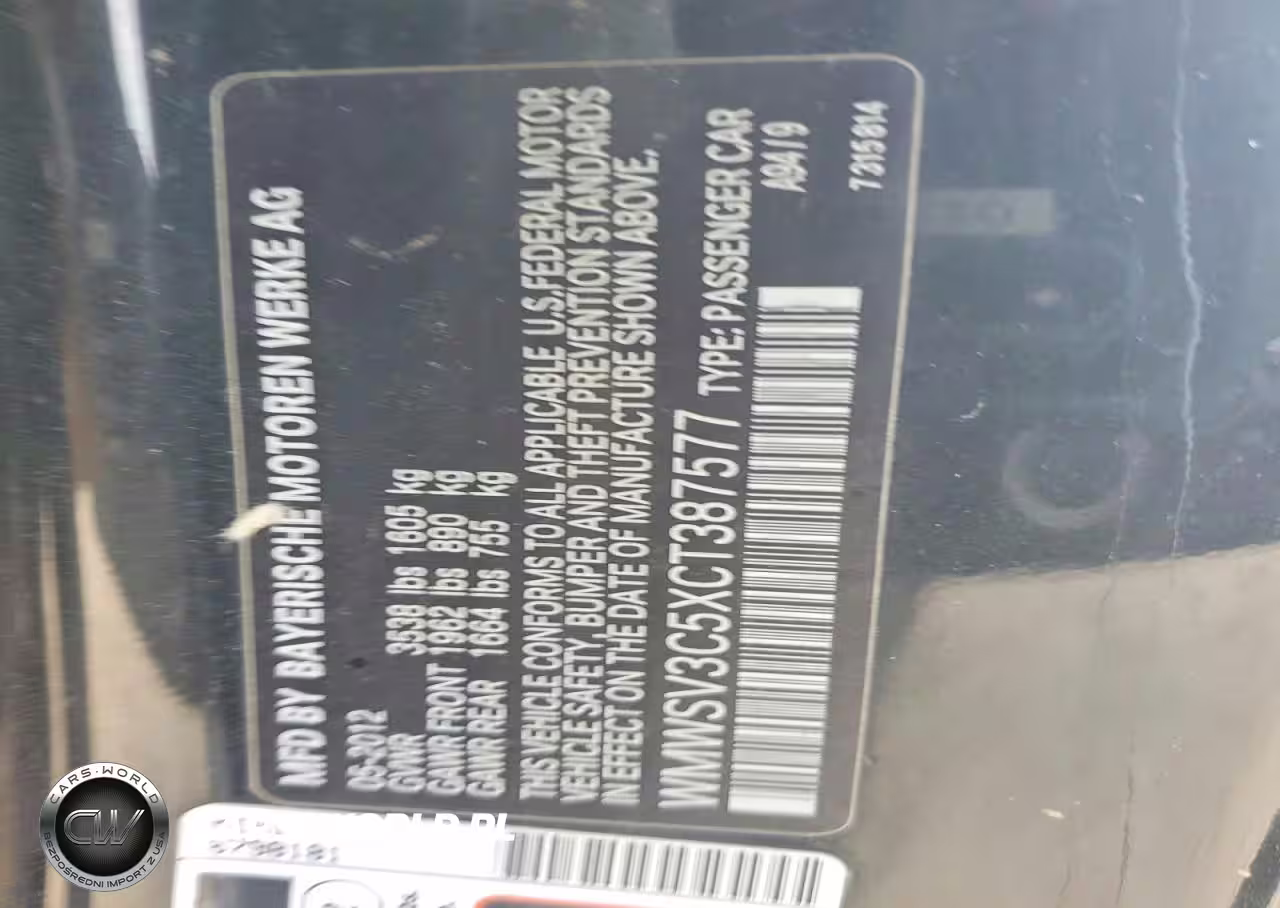 MFD BY BAYERISCHE MOTOREN WERKE AG
05-2012
GVWR 3538 lbs 1605 kg
GAWR FRONT 1962 lbs 890 kg
GAWR REAR 1664 lbs 755 kg
THIS VEHICLE CONFORMS TO ALL APPLICABLE U.S.FEDERAL MOTOR
VEHICLE SAFETY, BUMPER AND THEFT PREVENTION STANDARDS
IN EFFECT ON THE DATE OF MANUFACTURE SHOWN ABOVE.
WMWSV3C5XCT387577 TYPE: PASSENGER CAR
A94I9
7315814
CARS-WORLD
CW
BEZPOŚREDNI IMPORT Z USA